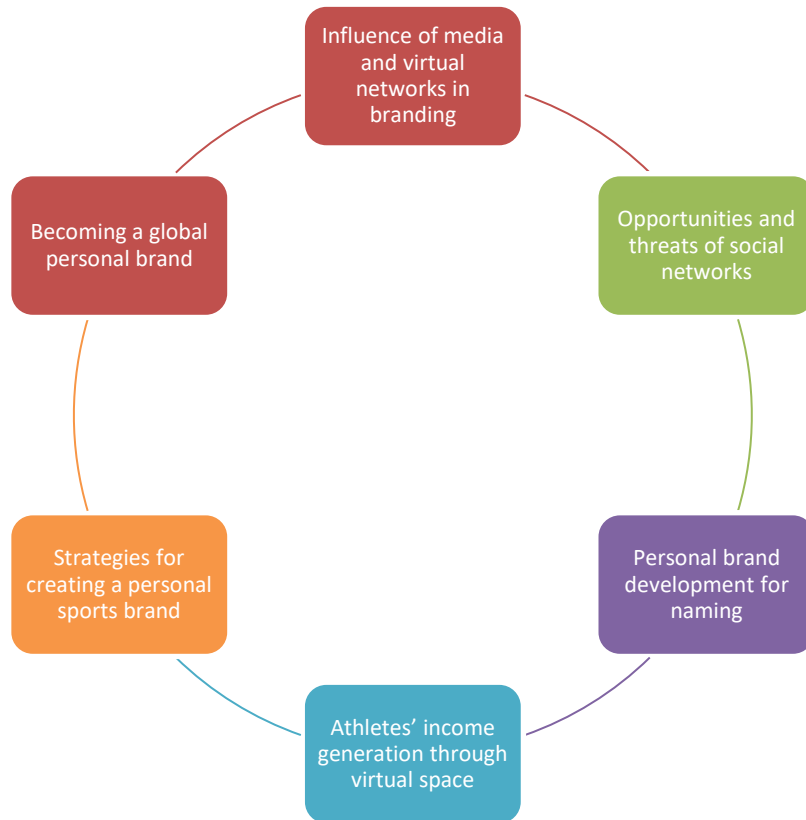 Influence of media
and virtual
networks in
branding
Opportunities and
threats of social
networks
Personal brand
development for
naming
Athletes’ income
generation through
virtual space
Strategies for
creating a personal
sports brand
Becoming a global
personal brand